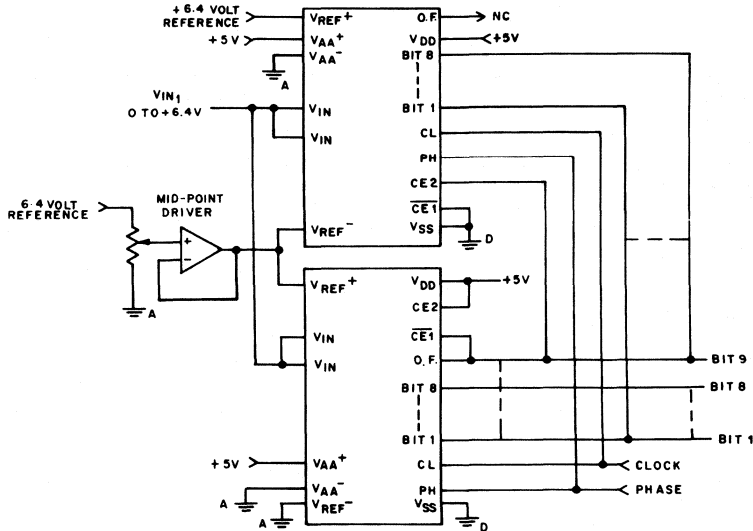 +6.4 VOLT
REFERENCE
+5V
VREF+
VAA+
VAA-
A
O.F.
NC
VDD
+5V
BIT 8
BIT 1
CL
PH
CE2
CE1
VSS
D
VIN1
0 TO +6.4V
VIN
VIN
6.4 VOLT
REFERENCE
MID-POINT
DRIVER
+
-
A
VREF-
VREF+
VIN
VIN
VDD
+5V
CE2
CE1
O.F.
BIT 9
BIT 8
BIT 8
BIT 1
BIT 1
+5V
VAA+
CL
CLOCK
A
VAA-
PH
PHASE
A
VREF-
VSS
D